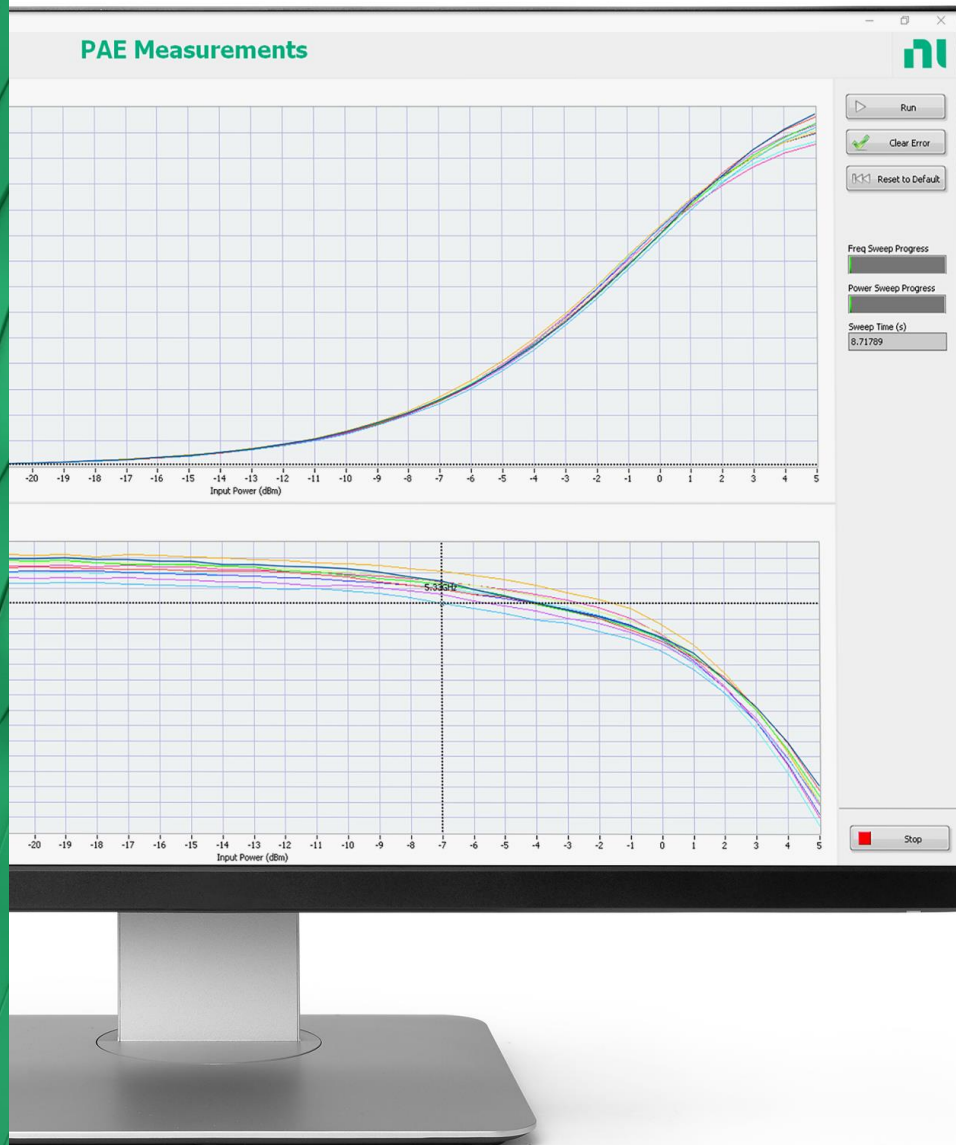 PAE Measurements
ni
Run
Clear Error
Reset to Default
Freq Sweep Progress
Power Sweep Progress
Sweep Time (s)
8.71789
-20 -19 -18 -17 -16 -15 -14 -13 -12 -11 -10 -9 -8 -7 -6 -5 -4 -3 -2 -1 0 1 2 3 4 5
Input Power (dBm)
5.33GHz
-20 -19 -18 -17 -16 -15 -14 -13 -12 -11 -10 -9 -8 -7 -6 -5 -4 -3 -2 -1 0 1 2 3 4 5
Input Power (dBm)
Stop